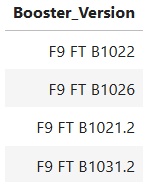 Booster_Version
F9 FT B1022
F9 FT B1026
F9 FT B1021.2
F9 FT B1031.2